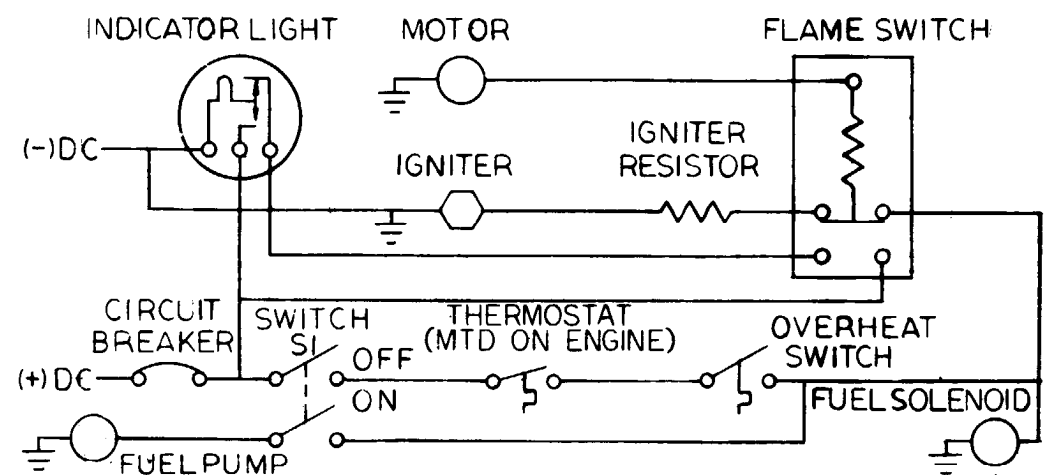 INDICATOR LIGHT
MOTOR
FLAME SWITCH
(-)DC
IGNITER
IGNITER
RESISTOR
CIRCUIT
BREAKER
SWITCH
S1
OFF
THERMOSTAT
(MTD ON ENGINE)
OVERHEAT
SWITCH
(+)DC
ON
FUEL SOLENOID
FUEL PUMP